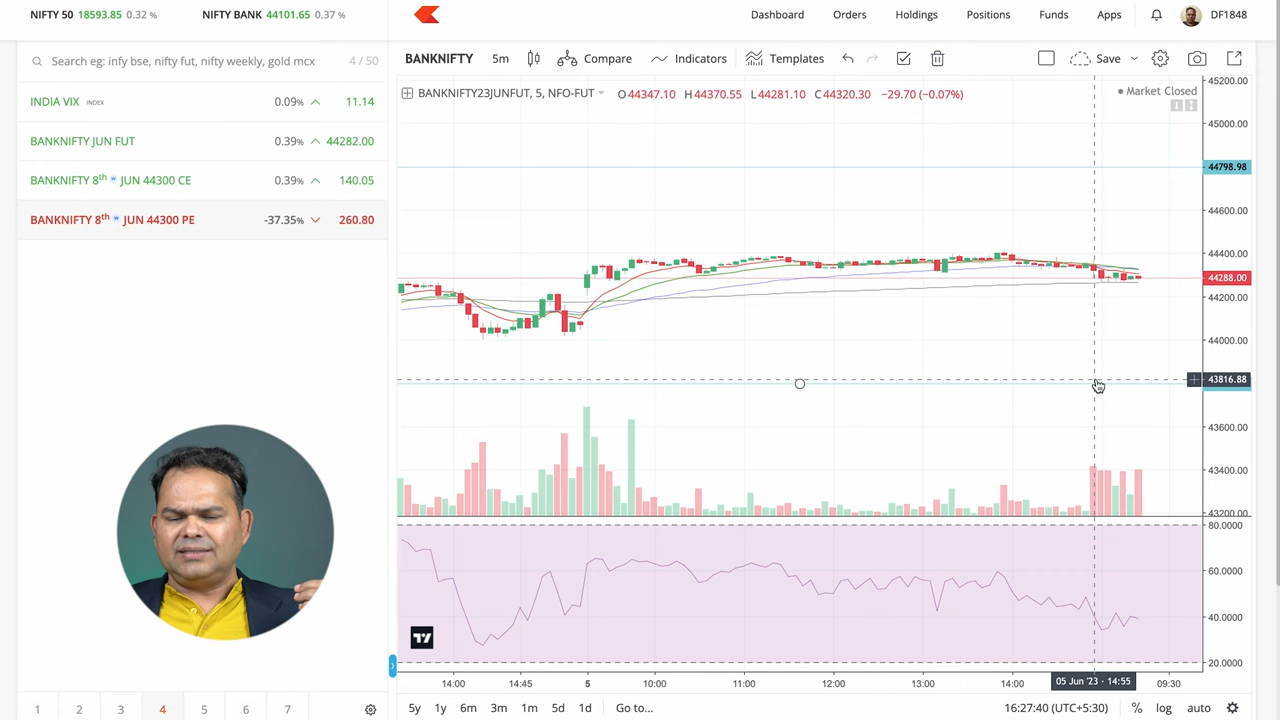 NIFTY 50 18593.85 0.32 % NIFTY BANK 44101.65 0.37 %
Dashboard Orders Holdings Positions Funds Apps DF1848
Search eg: infy bse, nifty fut, nifty weekly, gold mcx 4 / 50
INDIA VIX INDEX 0.09% 11.14
BANKNIFTY JUN FUT 0.39% 44282.00
BANKNIFTY 8th w JUN 44300 CE 0.39% 140.05
BANKNIFTY 8th w JUN 44300 PE -37.35% 260.80
1 2 3 4 5 6 7
BANKNIFTY 5m Compare Indicators Templates Save
BANKNIFTY23JUNFUT, 5, NFO-FUT O44347.10 H44370.55 L44281.10 C44320.30 −29.70 (−0.07%)
Market Closed
45200.00
45000.00
44798.98
44600.00
44400.00
44288.00
44200.00
44000.00
43816.88
43600.00
43400.00
43200.00
80.0000
60.0000
40.0000
20.0000
14:00 14:45 5 10:00 11:00 12:00 13:00 14:00 05 Jun '23 · 14:55 09:30
5y 1y 6m 3m 1m 5d 1d Go to... 16:27:40 (UTC+5:30) % log auto